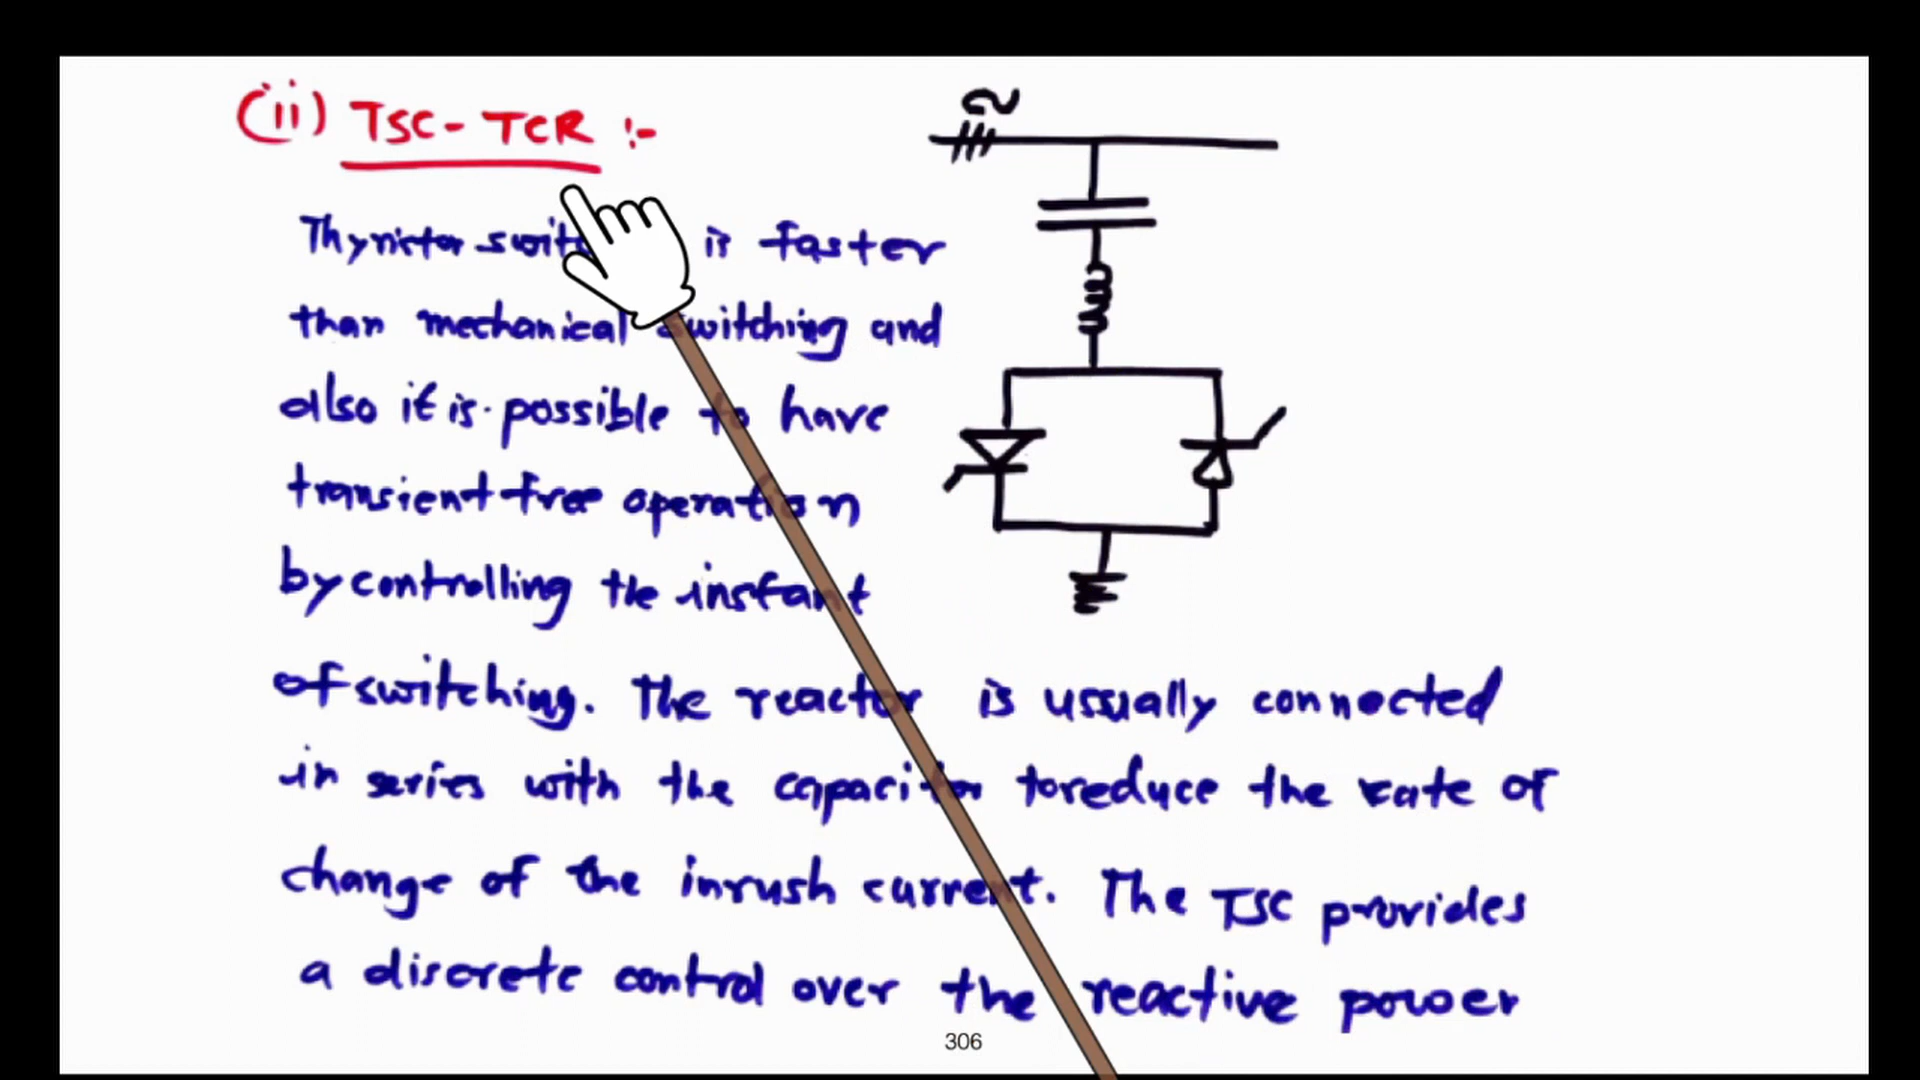 (ii) TSC - TCR :-
Thyristor is faster
than mechanical switching and
also it is possible to have
transient free operation
by controlling the instant
of switching. The reactor is usually connected
in series with the capacitor to reduce the rate of
change of the inrush current. The TSC provides
a discrete control over the reactive power
306